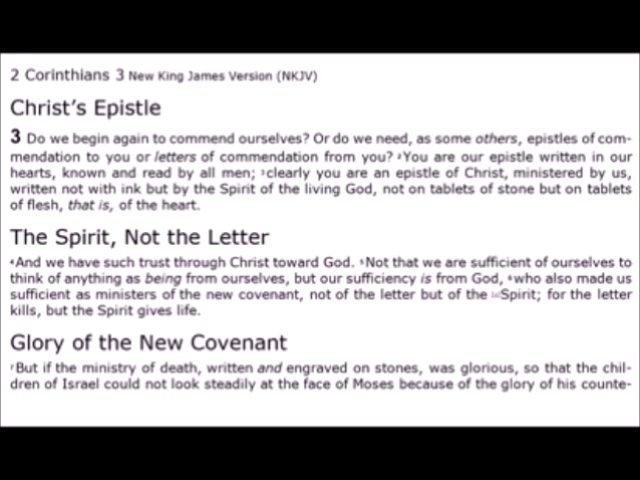 2 Corinthians 3 New King James Version (NKJV)
Christ's Epistle
3 Do we begin again to commend ourselves? Or do we need, as some others, epistles of com-
mendation to you or letters of commendation from you? 2You are our epistle written in our
hearts, known and read by all men; 3clearly you are an epistle of Christ, ministered by us,
written not with ink but by the Spirit of the living God, not on tablets of stone but on tablets
of flesh, that is, of the heart.
The Spirit, Not the Letter
4And we have such trust through Christ toward God. 5Not that we are sufficient of ourselves to
think of anything as being from ourselves, but our sufficiency is from God, 6who also made us
sufficient as ministers of the new covenant, not of the letter but of the Spirit; for the letter
kills, but the Spirit gives life.
Glory of the New Covenant
7But if the ministry of death, written and engraved on stones, was glorious, so that the chil-
dren of Israel could not look steadily at the face of Moses because of the glory of his counte-